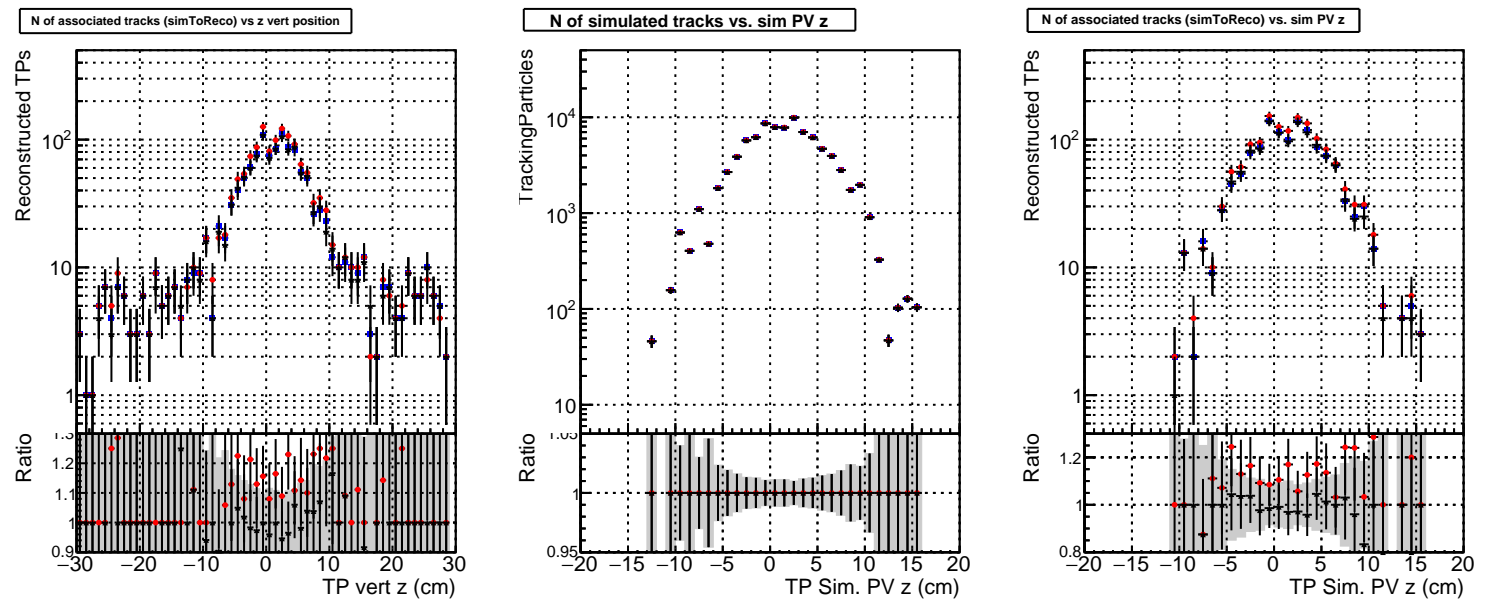 N of associated tracks (simToReco) vs z vert position
Reconstructed TPs
10²
10
1
Ratio
1.3
1.2
1.1
1
0.9
−30 −20 −10 0 10 20 30
TP vert z (cm)
N of simulated tracks vs. sim PV z
TrackingParticles
10⁴
10³
10²
10
Ratio
1.05
1
0.95
−20 −15 −10 −5 0 5 10 15 20
TP Sim. PV z (cm)
N of associated tracks (simToReco) vs. sim PV z
Reconstructed TPs
10²
10
1
Ratio
1.2
1
0.8
−20 −15 −10 −5 0 5 10 15 20
TP Sim. PV z (cm)